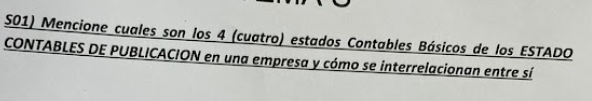 S01) Mencione cuales son los 4 (cuatro) estados Contables Básicos de los ESTADO
CONTABLES DE PUBLICACION en una empresa y cómo se interrelacionan entre sí